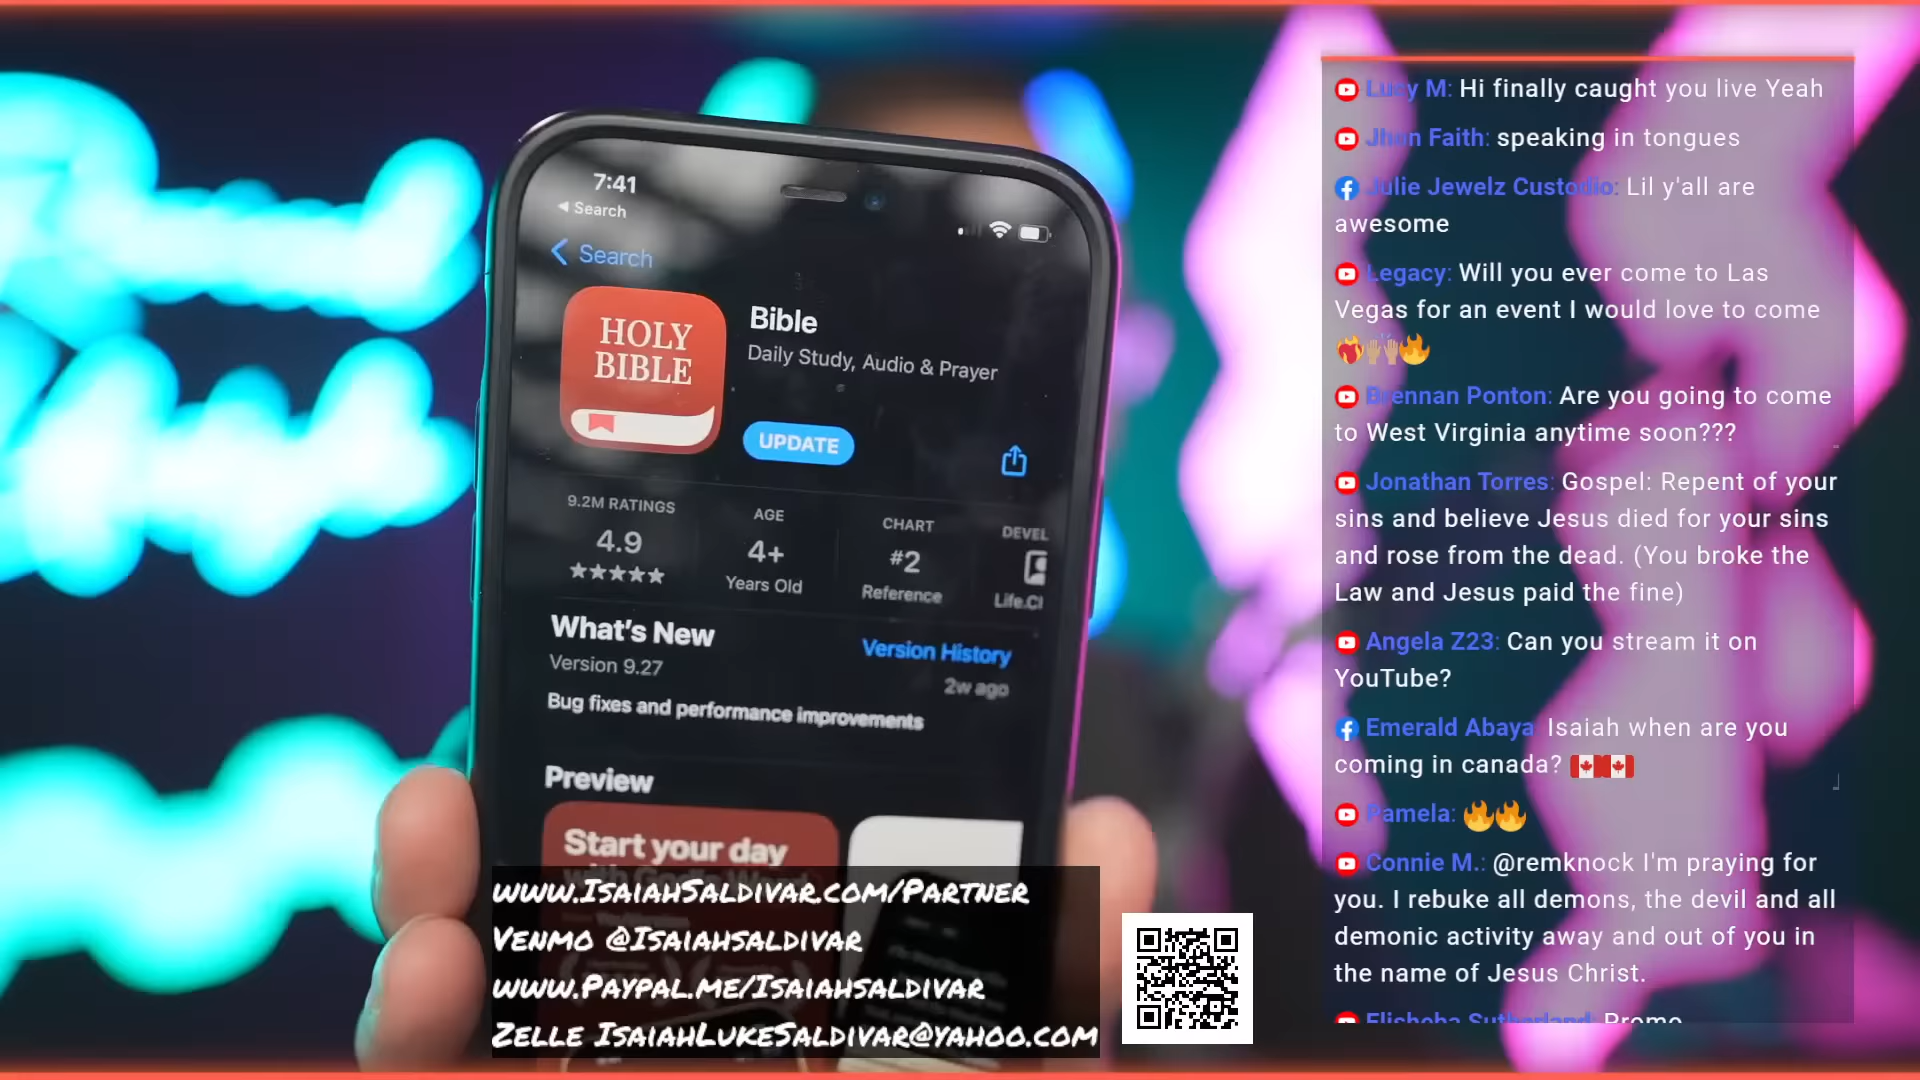 7:41
Search
Search
HOLY
BIBLE
Bible
Daily Study, Audio & Prayer
UPDATE
9.2M RATINGS
4.9
★★★★★
AGE
4+
Years Old
CHART
#2
Reference
DEVEL
Life.Cl
What's New
Version History
Version 9.27
2w ago
Bug fixes and performance improvements
Preview
Start your day
www.IsaiahSaldivar.com/Partner
Venmo @Isaiahsaldivar
www.Paypal.me/Isaiahsaldivar
Zelle IsaiahLukeSaldivar@yahoo.com
Lucy M: Hi finally caught you live Yeah
Jhun Faith: speaking in tongues
Julie Jewelz Custodio: Lil y'all are
awesome
Legacy: Will you ever come to Las
Vegas for an event I would love to come
❤️‍🔥🙌🏽🔥
Brennan Ponton: Are you going to come
to West Virginia anytime soon???
Jonathan Torres: Gospel: Repent of your
sins and believe Jesus died for your sins
and rose from the dead. (You broke the
Law and Jesus paid the fine)
Angela Z23: Can you stream it on
YouTube?
Emerald Abaya: Isaiah when are you
coming in canada? 🇨🇦🇨🇦
Pamela: 🔥🔥
Connie M.: @remknock I'm praying for
you. I rebuke all demons, the devil and all
demonic activity away and out of you in
the name of Jesus Christ.
Elisheba Sutherland: Promo